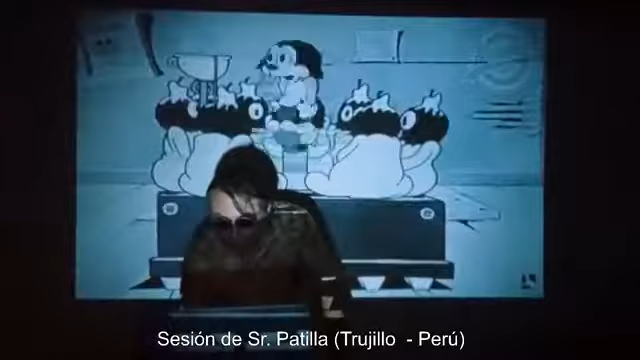 Sesión de Sr. Patilla (Trujillo  - Perú)